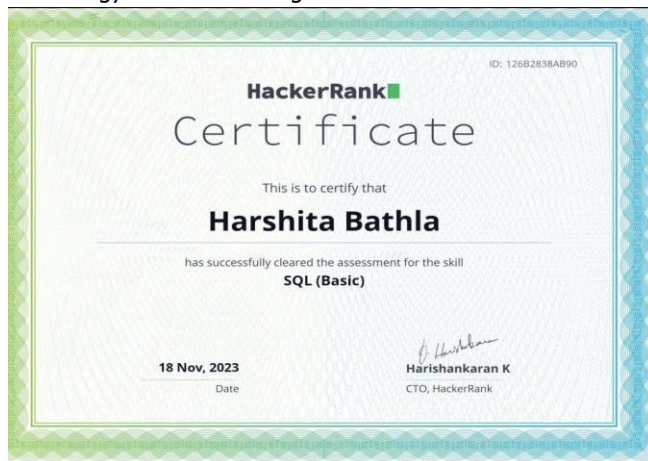 ID: 126B2838AB90
HackerRank
Certificate
This is to certify that
Harshita Bathla
has successfully cleared the assessment for the skill
SQL (Basic)
18 Nov, 2023
Date
Harishankaran K
CTO, HackerRank